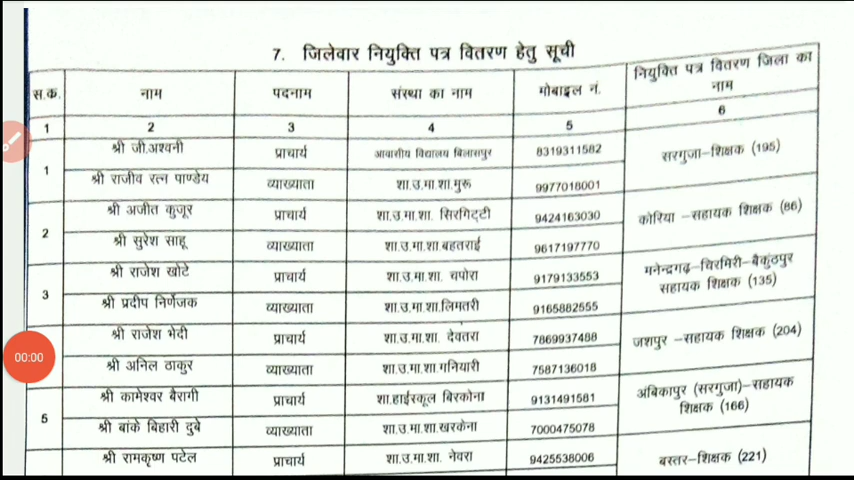 7. जिलेवार नियुक्ति पत्र वितरण हेतु सूची
स.क. नाम पदनाम संस्था का नाम मोबाइल नं. नियुक्ति पत्र वितरण जिला का नाम
1 2 3 4 5 6
1 श्री जी.अश्वनी प्राचार्य आवासीय विद्यालय बिलासपुर 8319311582 सरगुजा–शिक्षक (195)
श्री राजीव रत्न पाण्डेय व्याख्याता शा.उ.मा.शा.गुरू 9977018001
2 श्री अजीत कुजूर प्राचार्य शा.उ.मा.शा. सिरगिट्टी 9424163030 कोरिया –सहायक शिक्षक (86)
श्री सुरेश साहू व्याख्याता शा.उ.मा.शा.बहतराई 9617197770
3 श्री राजेश खोटे प्राचार्य शा.उ.मा.शा. चपोरा 9179133553 मनेन्द्रगढ़–चिरमिरी–बैकुंठपुर सहायक शिक्षक (135)
श्री प्रदीप निर्णेजक व्याख्याता शा.उ.मा.शा.लिमतरी 9165882555
श्री राजेश भेदी प्राचार्य शा.उ.मा.शा. देवतरा 7869937488 जशपुर –सहायक शिक्षक (204)
00:00
श्री अनिल ठाकुर व्याख्याता शा.उ.मा.शा.गनियारी 7587136018
5 श्री कामेश्वर बैरागी प्राचार्य शा.हाईस्कूल बिरकोना 9131491581 अंबिकापुर (सरगुजा)–सहायक शिक्षक (166)
श्री बांके बिहारी दुबे व्याख्याता शा.उ.मा.शा.खरकेना 7000475078
श्री रामकृष्ण पटेल प्राचार्य शा.उ.मा.शा. नेवरा 9425538006 बस्तर–शिक्षक (221)